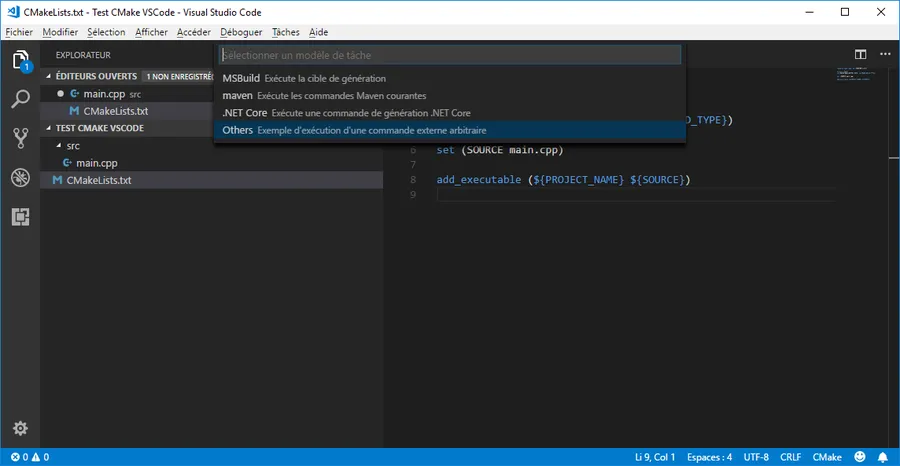 CMakeLists.txt - Test CMake VSCode - Visual Studio Code
Fichier Modifier Sélection Afficher Accéder Déboguer Tâches Aide
EXPLORATEUR
Sélectionner un modèle de tâche
ÉDITEURS OUVERTS 1 NON ENREGISTRÉ
MSBuild Exécute la cible de génération
main.cpp src
maven Exécute les commandes Maven courantes
CMakeLists.txt
.NET Core Exécute une commande de génération .NET Core
TEST CMAKE VSCODE
Others Exemple d'exécution d'une commande externe arbitraire
_TYPE})
src
6 set (SOURCE main.cpp)
main.cpp
7
CMakeLists.txt
8 add_executable (${PROJECT_NAME} ${SOURCE})
9
1
0 0 Li 9, Col 1 Espaces : 4 UTF-8 CRLF CMake